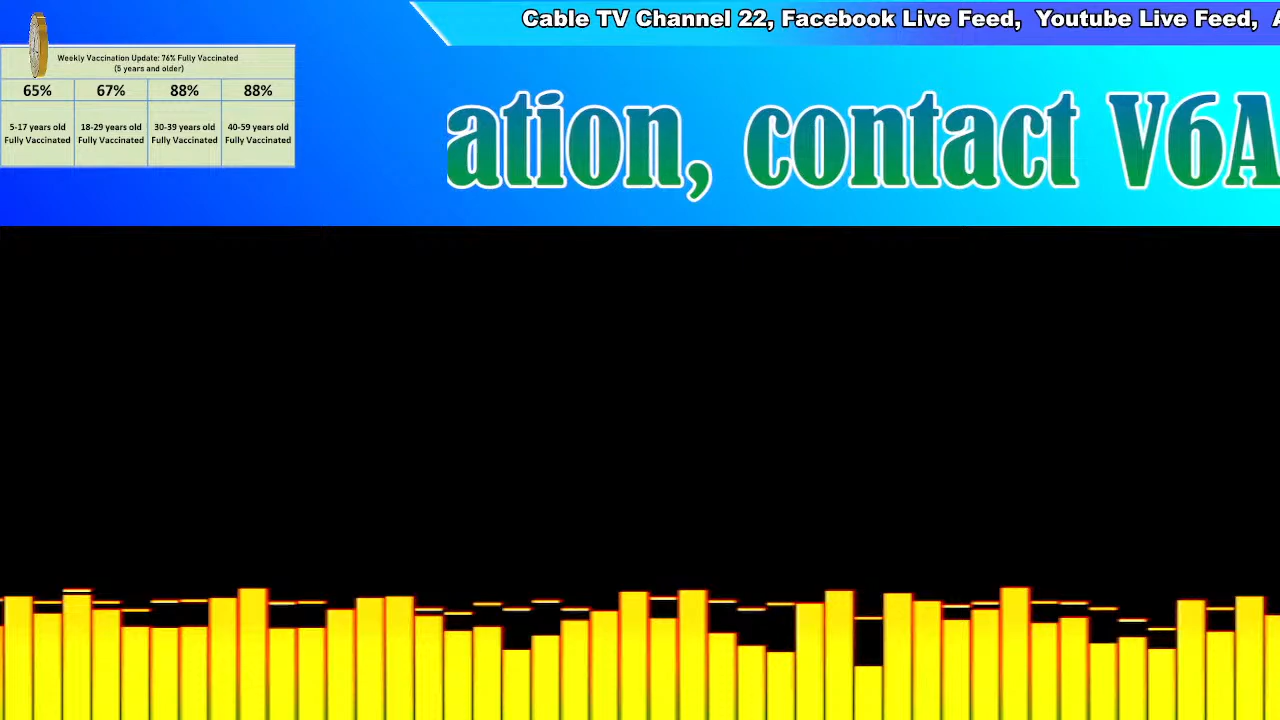 Cable TV Channel 22, Facebook Live Feed, Youtube Live Feed, A
Weekly Vaccination Update: 76% Fully Vaccinated
(5 years and older)
65% 67% 88% 88%
5-17 years old 18-29 years old 30-39 years old 40-59 years old
Fully Vaccinated Fully Vaccinated Fully Vaccinated Fully Vaccinated
ation, contact V6A